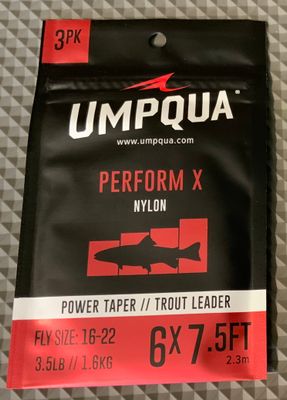 3PK
UMPQUA®
www.umpqua.com
PERFORM X
NYLON
POWER TAPER // TROUT LEADER
FLY SIZE: 16-22
3.5LB // 1.6KG
6X 7.5FT
2.3m